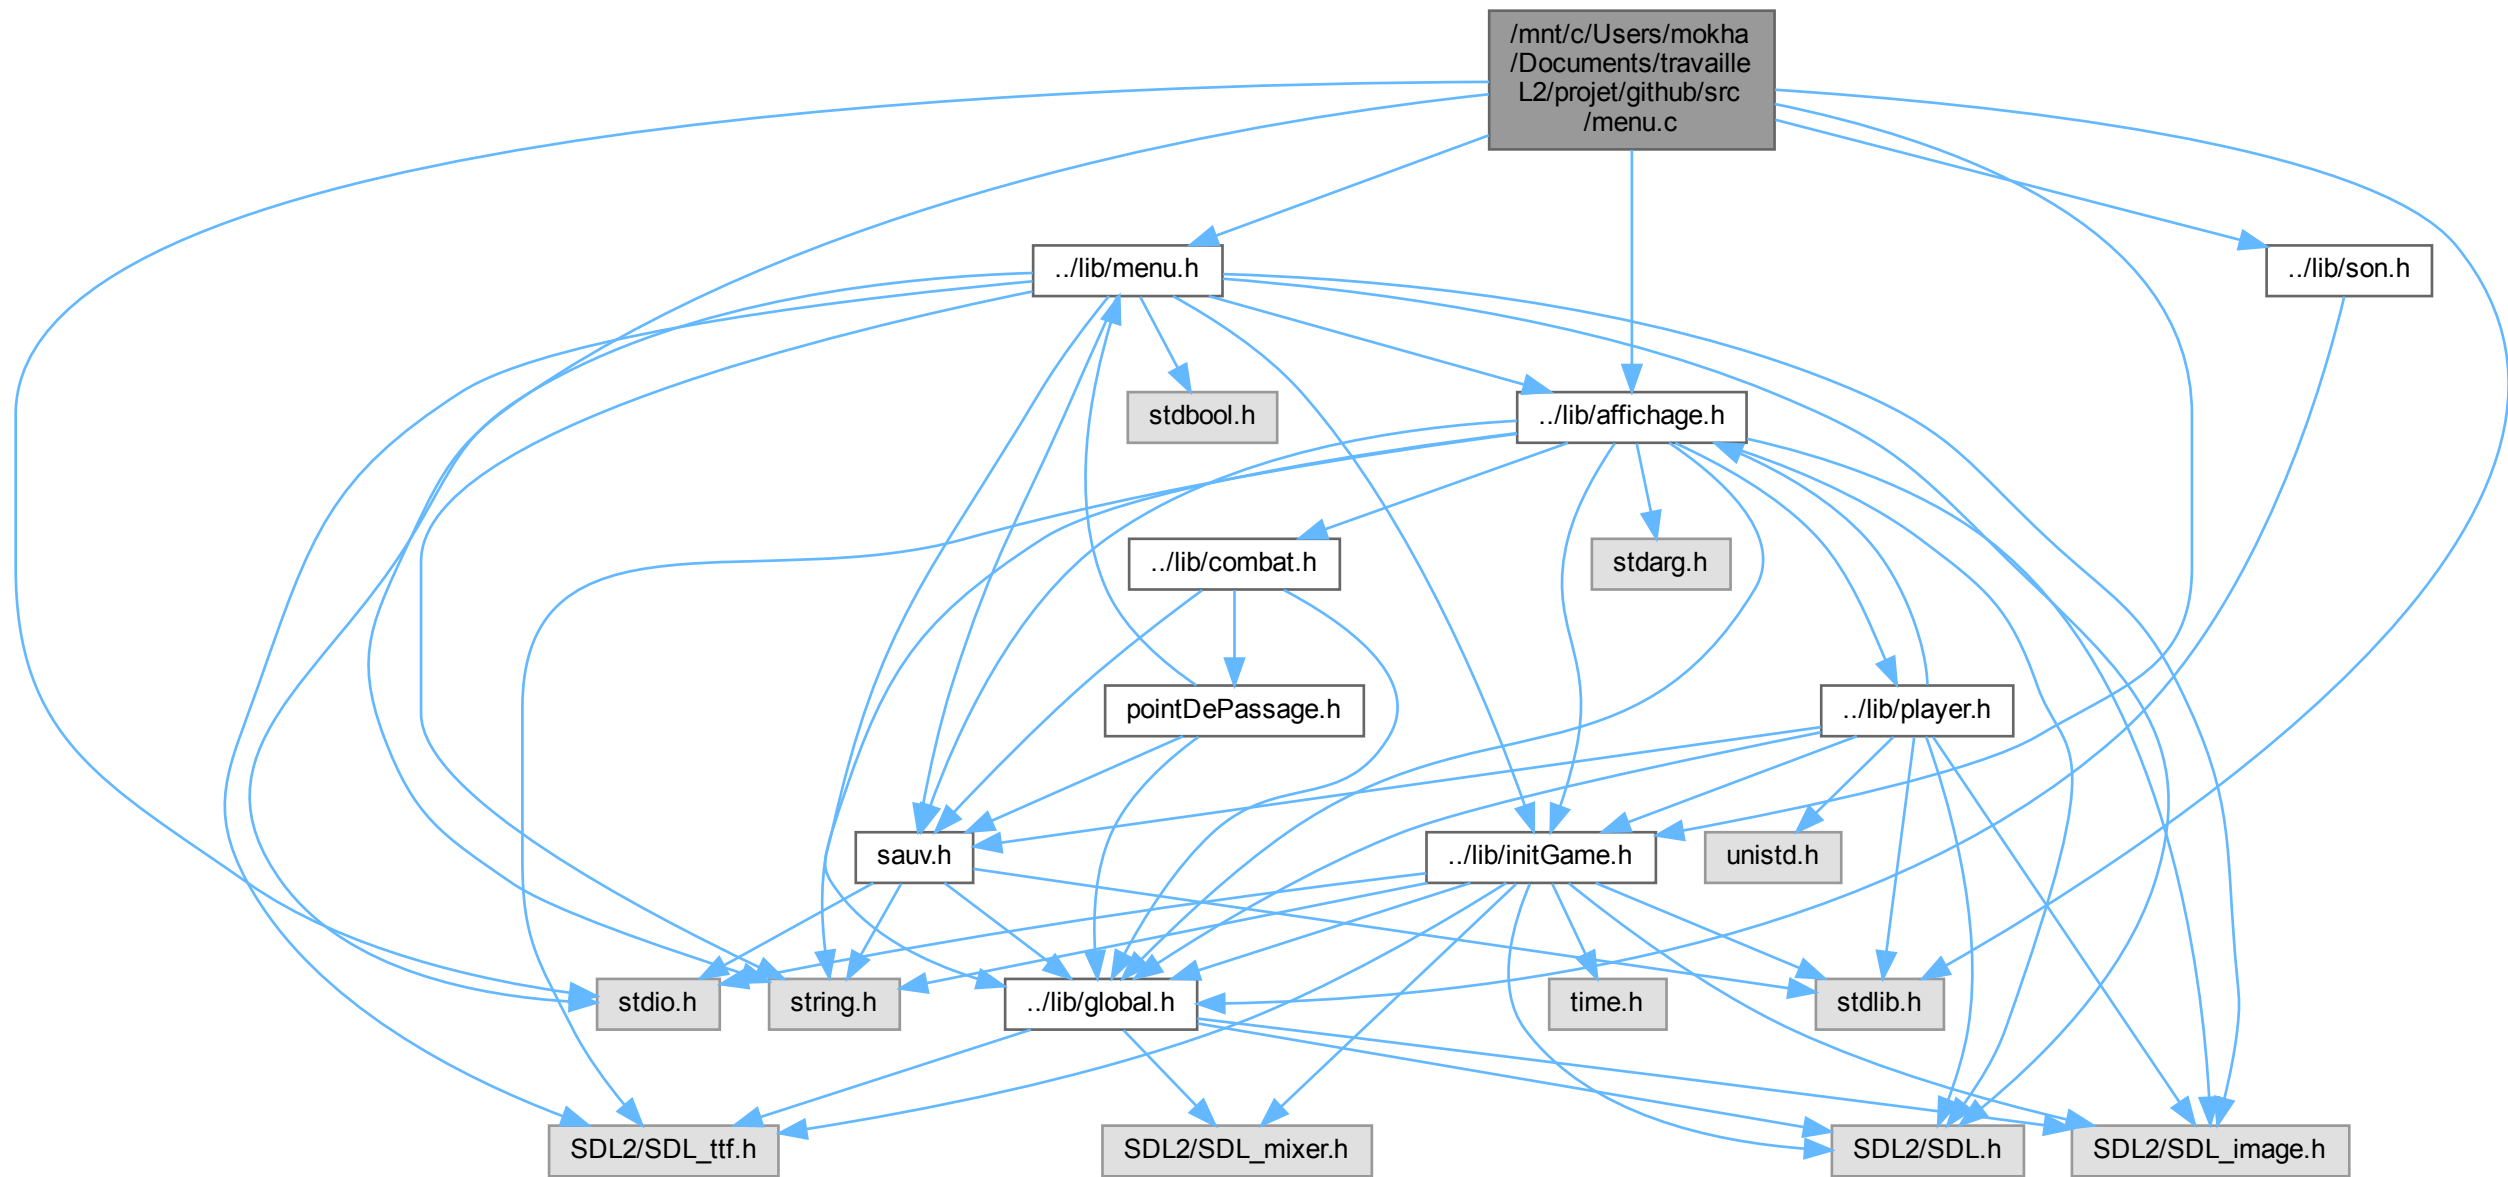 /mnt/c/Users/mokha
/Documents/travaille
L2/projet/github/src
/menu.c
../lib/menu.h
../lib/son.h
stdbool.h
../lib/affichage.h
../lib/combat.h
stdarg.h
pointDePassage.h
../lib/player.h
sauv.h
../lib/initGame.h
unistd.h
stdio.h
string.h
../lib/global.h
time.h
stdlib.h
SDL2/SDL_ttf.h
SDL2/SDL_mixer.h
SDL2/SDL.h
SDL2/SDL_image.h